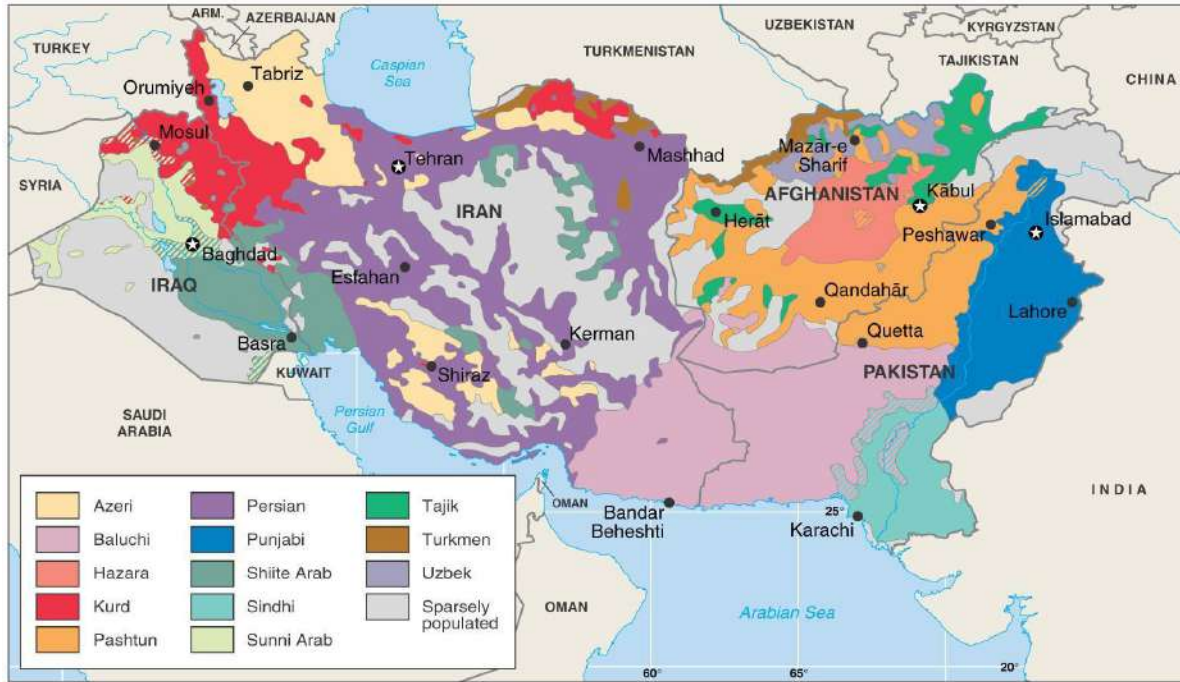 ARM.
AZERBAIJAN
UZBEKISTAN
KYRGYZSTAN
TURKEY
Caspian
Sea
TURKMENISTAN
TAJIKISTAN
CHINA
Tabriz
Orumiyeh
Mosul
Tehran
Mashhad
Mazār-e
Sharif
SYRIA
AFGHANISTAN
Kābul
IRAN
Herāt
Peshawar
Islamabad
Baghdad
IRAQ
Esfahan
Qandahār
Lahore
Basra
Kerman
Quetta
KUWAIT
Shiraz
PAKISTAN
SAUDI
ARABIA
Persian
Gulf
OMAN
INDIA
Bandar
Beheshti
25°
Karachi
Azeri
Baluchi
Hazara
Kurd
Pashtun
Persian
Punjabi
Shiite Arab
Sindhi
Sunni Arab
Tajik
Turkmen
Uzbek
Sparsely
populated
OMAN
Arabian Sea
60°
65°
20°